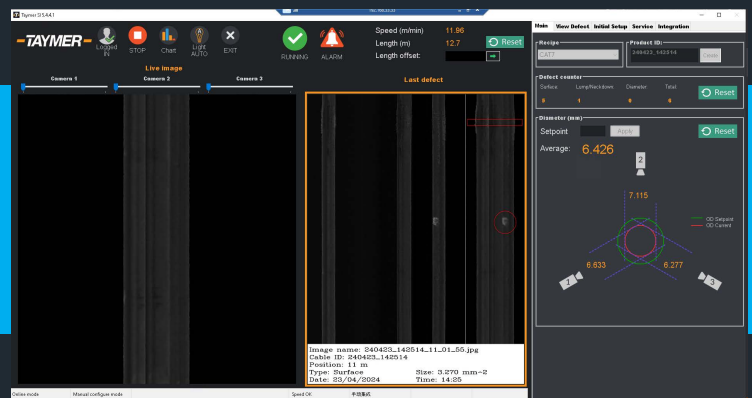 Taymer SI 5.4.4.1
-TAYMER-
Logged IN
STOP
Chart
Light AUTO
EXIT
RUNNING
ALARM
Speed (m/min) 11.96
Length (m) 12.7
Length offset:
Reset
Live image
Camera 1 Camera 2 Camera 3
Last defect
Image name: 240423_142514_11_01_55.jpg
Cable ID: 240423_142514
Position: 11 m
Type: Surface Size: 3.270 mm-2
Date: 23/04/2024 Time: 14:25
Main View Defect Initial Setup Service Integration
Recipe
CAT7
Product ID:
240423_142514
Create
Defect counter
Surface Lump/Neckdown Diameter Total
1
Reset
Diameter (mm)
Setpoint
Apply
Reset
Average: 6.426
2
7.115
OD Setpoint
OD Current
6.633
6.277
1
3
Online mode
Manual configure mode
Speed OK